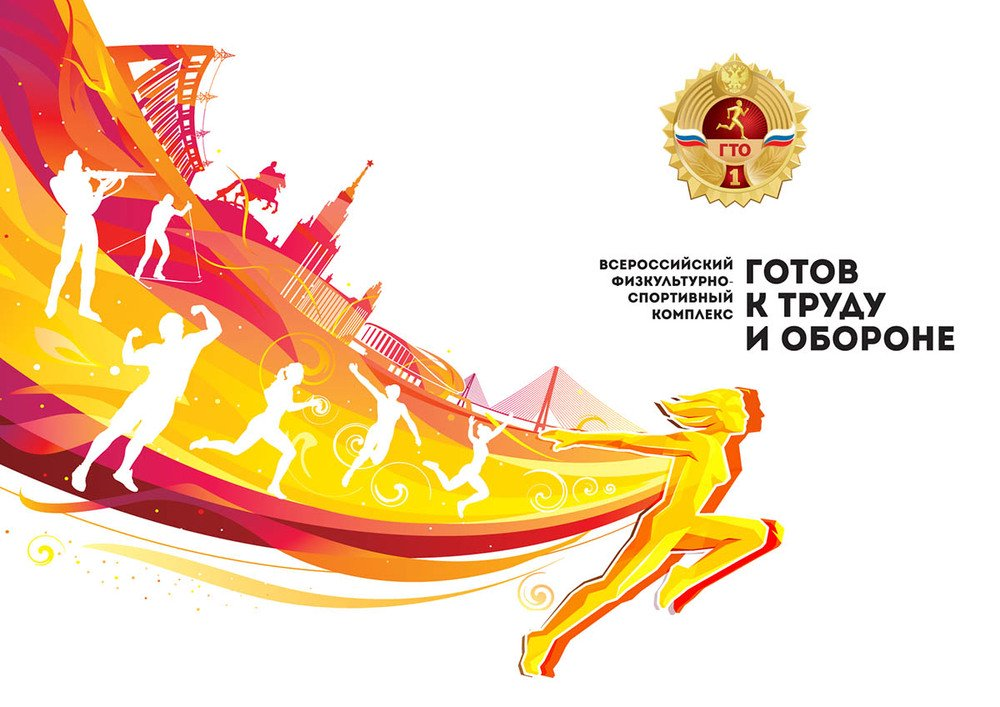 ГТО
1
ВСЕРОССИЙСКИЙ
ФИЗКУЛЬТУРНО-
СПОРТИВНЫЙ
КОМПЛЕКС
ГОТОВ
К ТРУДУ
И ОБОРОНЕ